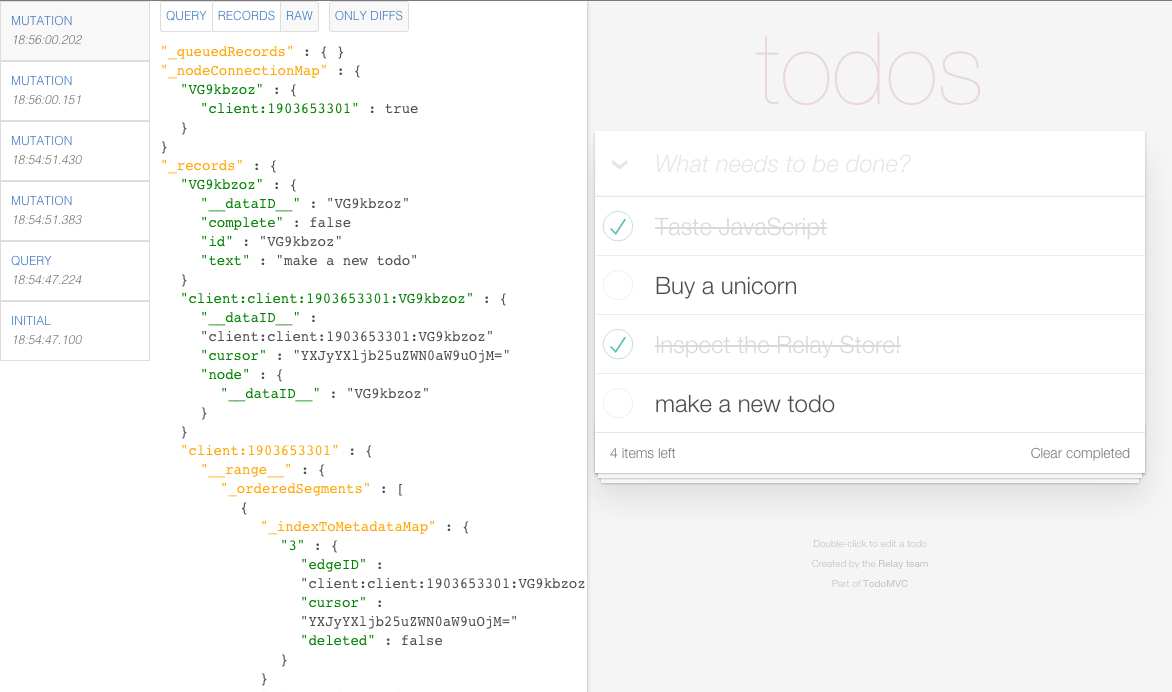 MUTATION
18:56:00.202
MUTATION
18:56:00.151
MUTATION
18:54:51.430
MUTATION
18:54:51.383
QUERY
18:54:47.224
INITIAL
18:54:47.100
QUERY RECORDS RAW ONLY DIFFS
"_queuedRecords" : { }
"_nodeConnectionMap" : {
"VG9kbzoz" : {
"client:1903653301" : true
}
}
"_records" : {
"VG9kbzoz" : {
"__dataID__" : "VG9kbzoz"
"complete" : false
"id" : "VG9kbzoz"
"text" : "make a new todo"
}
"client:client:1903653301:VG9kbzoz" : {
"__dataID__" :
"client:client:1903653301:VG9kbzoz"
"cursor" : "YXJyYXljb25uZWN0aW9uOjM="
"node" : {
"__dataID__" : "VG9kbzoz"
}
}
"client:1903653301" : {
"__range__" : {
"_orderedSegments" : [
{
"_indexToMetadataMap" : {
"3" : {
"edgeID" :
"client:client:1903653301:VG9kbzoz
"cursor" :
"YXJyYXljb25uZWN0aW9uOjM="
"deleted" : false
}
}
todos
What needs to be done?
Taste JavaScript
Buy a unicorn
Inspect the Relay Store!
make a new todo
4 items left Clear completed
Double-click to edit a todo
Created by the Relay team
Part of TodoMVC